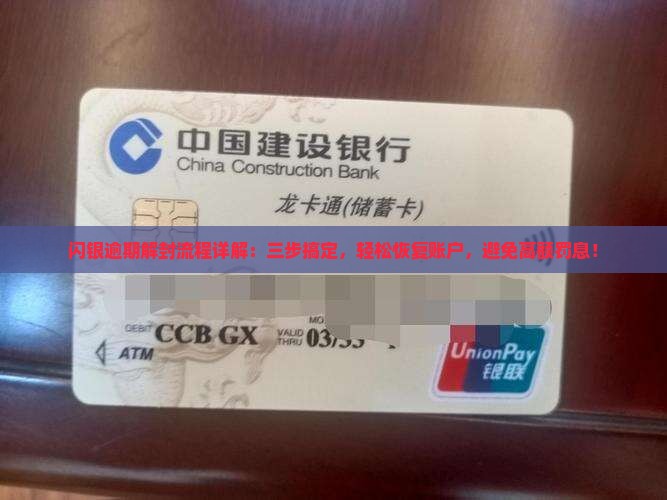 中国建设银行
China Construction Bank
龙卡通(储蓄卡)
闪银逾期解封流程详解：三步搞定，轻松恢复账户，避免高额罚息！
DEBIT CCB GX
VALID THRU
ATM
UnionPay
银联